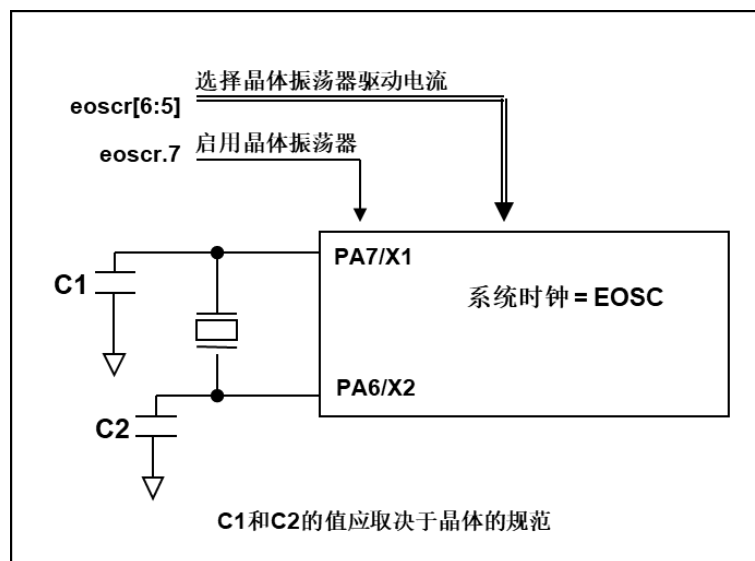 选择晶体振荡器驱动电流
eoscr[6:5]
eoscr.7 启用晶体振荡器
PA7/X1
C1
系统时钟 = EOSC
PA6/X2
C2
C1和C2的值应取决于晶体的规范